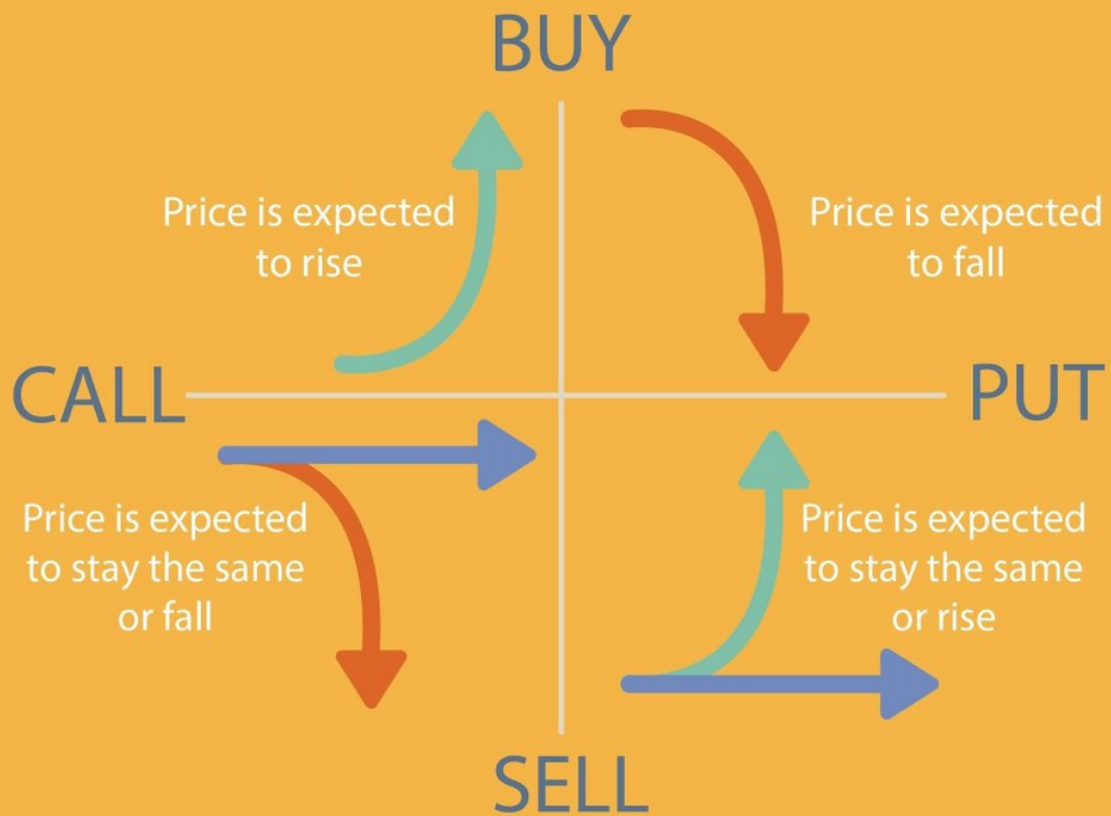 BUY
Price is expected
to rise
Price is expected
to fall
CALL
PUT
Price is expected
to stay the same
or fall
Price is expected
to stay the same
or rise
SELL